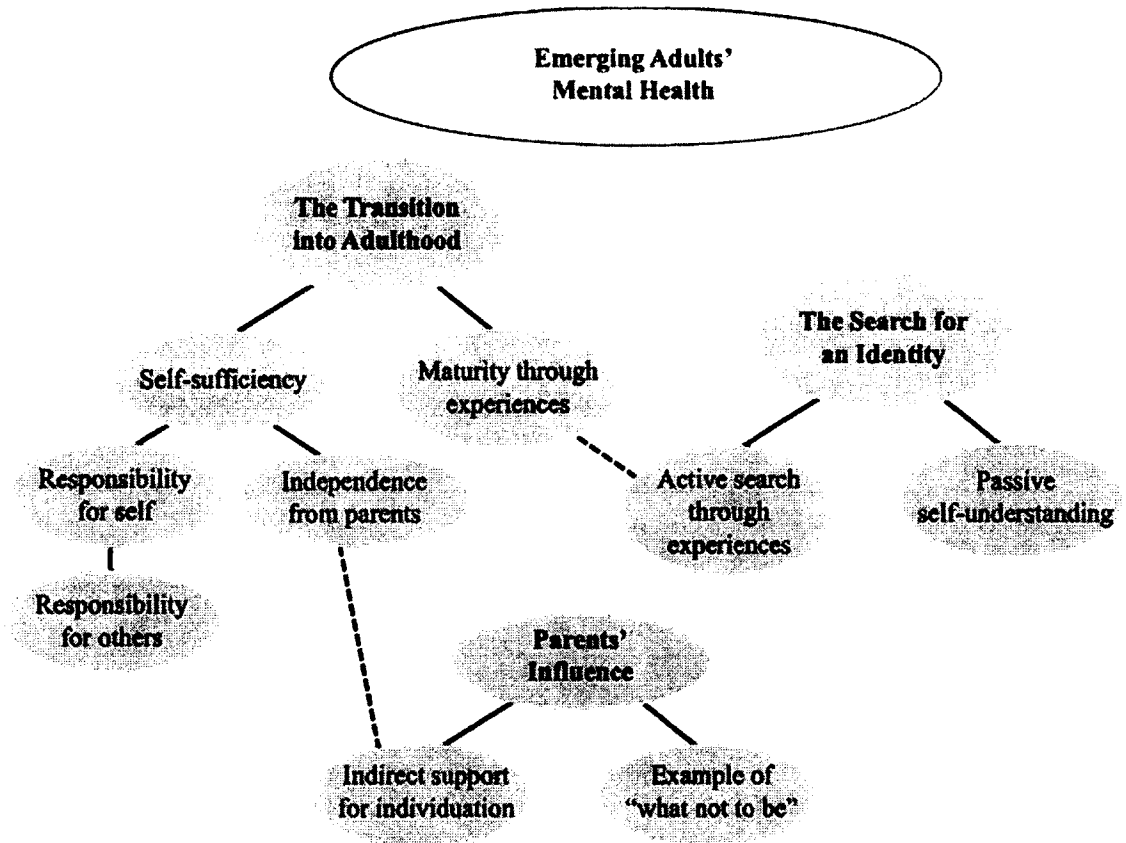 Emerging Adults'
Mental Health
The Transition
into Adulthood
The Search for
an Identity
Self-sufficiency
Maturity through
experiences
Responsibility
for self
Independence
from parents
Active search
through
experiences
Passive
self-understanding
Responsibility
for others
Parents'
Influence
Indirect support
for individuation
Example of
“what not to be”